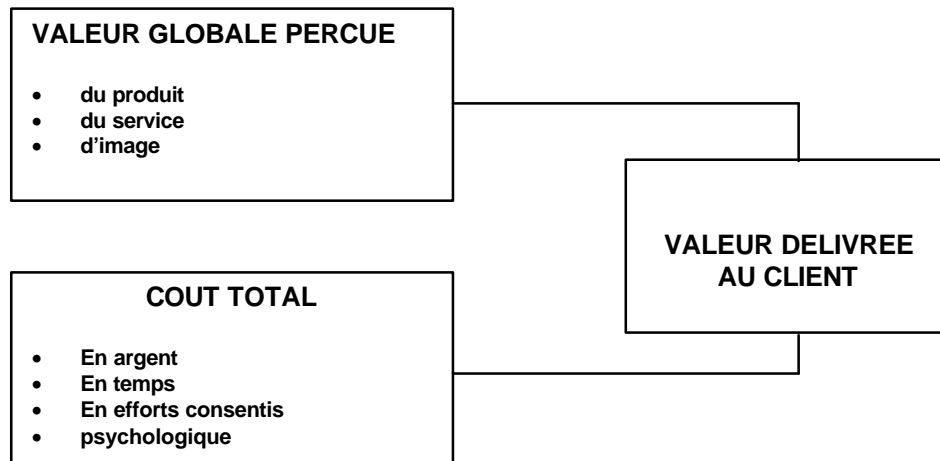 VALEUR GLOBALE PERCUE
• du produit
• du service
• d’image
VALEUR DELIVREE
AU CLIENT
COUT TOTAL
• En argent
• En temps
• En efforts consentis
• psychologique